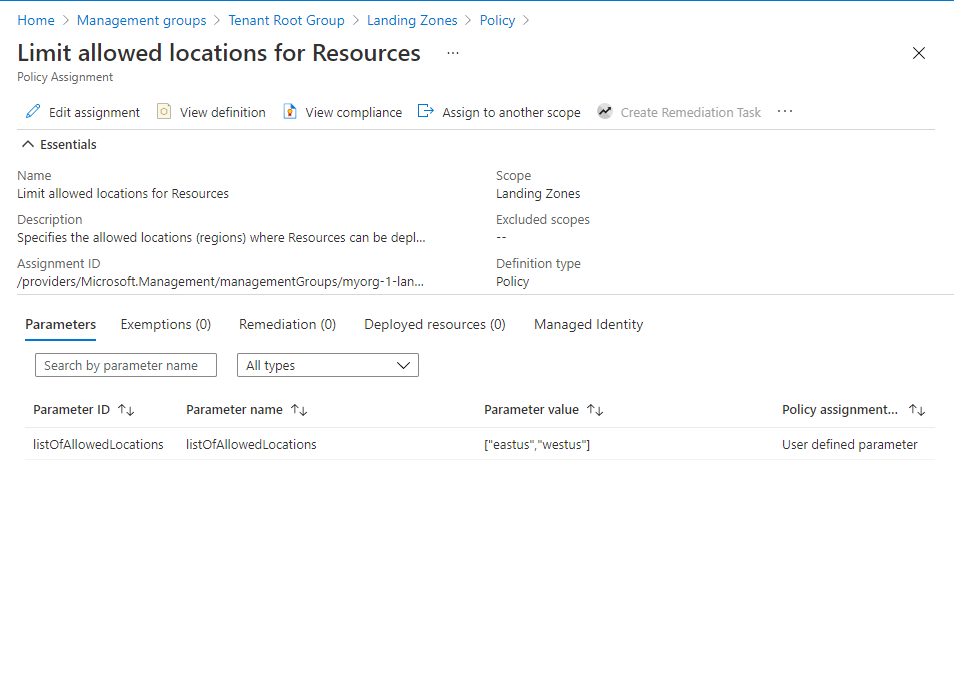 Home > Management groups > Tenant Root Group > Landing Zones > Policy >
Limit allowed locations for Resources ...
Policy Assignment
Edit assignment View definition View compliance Assign to another scope Create Remediation Task ...
Essentials
Name Scope
Limit allowed locations for Resources Landing Zones
Description Excluded scopes
Specifies the allowed locations (regions) where Resources can be depl... --
Assignment ID Definition type
/providers/Microsoft.Management/managementGroups/myorg-1-lan... Policy
Parameters Exemptions (0) Remediation (0) Deployed resources (0) Managed Identity
Search by parameter name All types
Parameter ID ↑↓ Parameter name ↑↓ Parameter value ↑↓ Policy assignment... ↑↓
listOfAllowedLocations listOfAllowedLocations ["eastus","westus"] User defined parameter